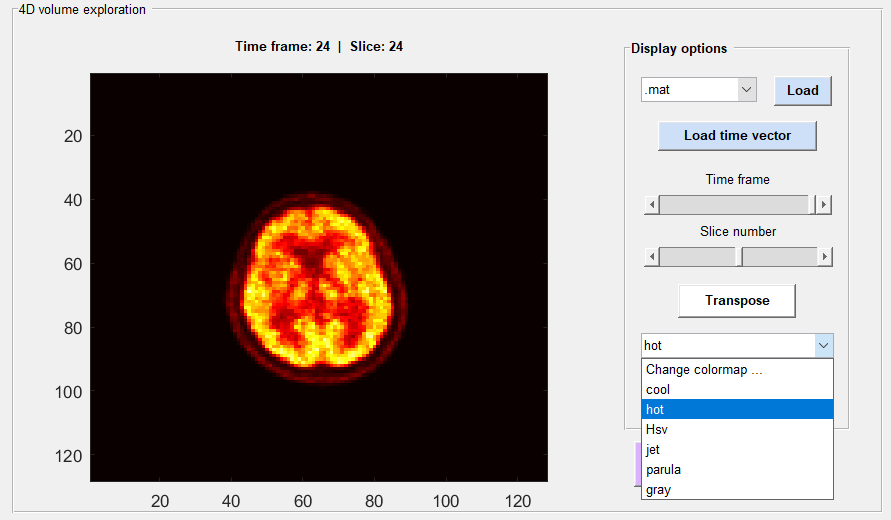 4D volume exploration
Time frame: 24 | Slice: 24
20
40
60
80
100
120
20 40 60 80 100 120
Display options
.mat
Load
Load time vector
Time frame
Slice number
Transpose
hot
Change colormap ...
cool
hot
Hsv
jet
parula
gray